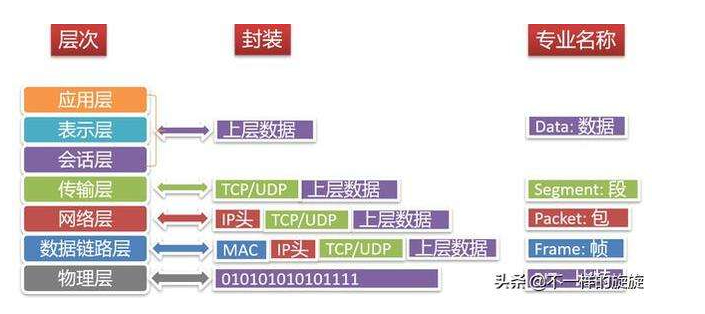 层次 封装 专业名称
应用层
表示层 上层数据 Data: 数据
会话层
传输层 TCP/UDP 上层数据 Segment: 段
网络层 IP头 TCP/UDP 上层数据 Packet: 包
数据链路层 MAC IP头 TCP/UDP 上层数据 Frame: 帧
物理层 010101010101111
头条 @不一样的旋旋